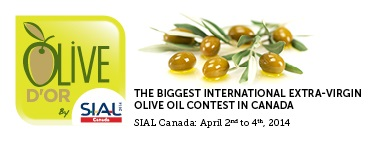 OLIVE
D'OR
By SIAL
Canada
THE BIGGEST INTERNATIONAL EXTRA-VIRGIN
OLIVE OIL CONTEST IN CANADA
SIAL Canada: April 2nd to 4th, 2014